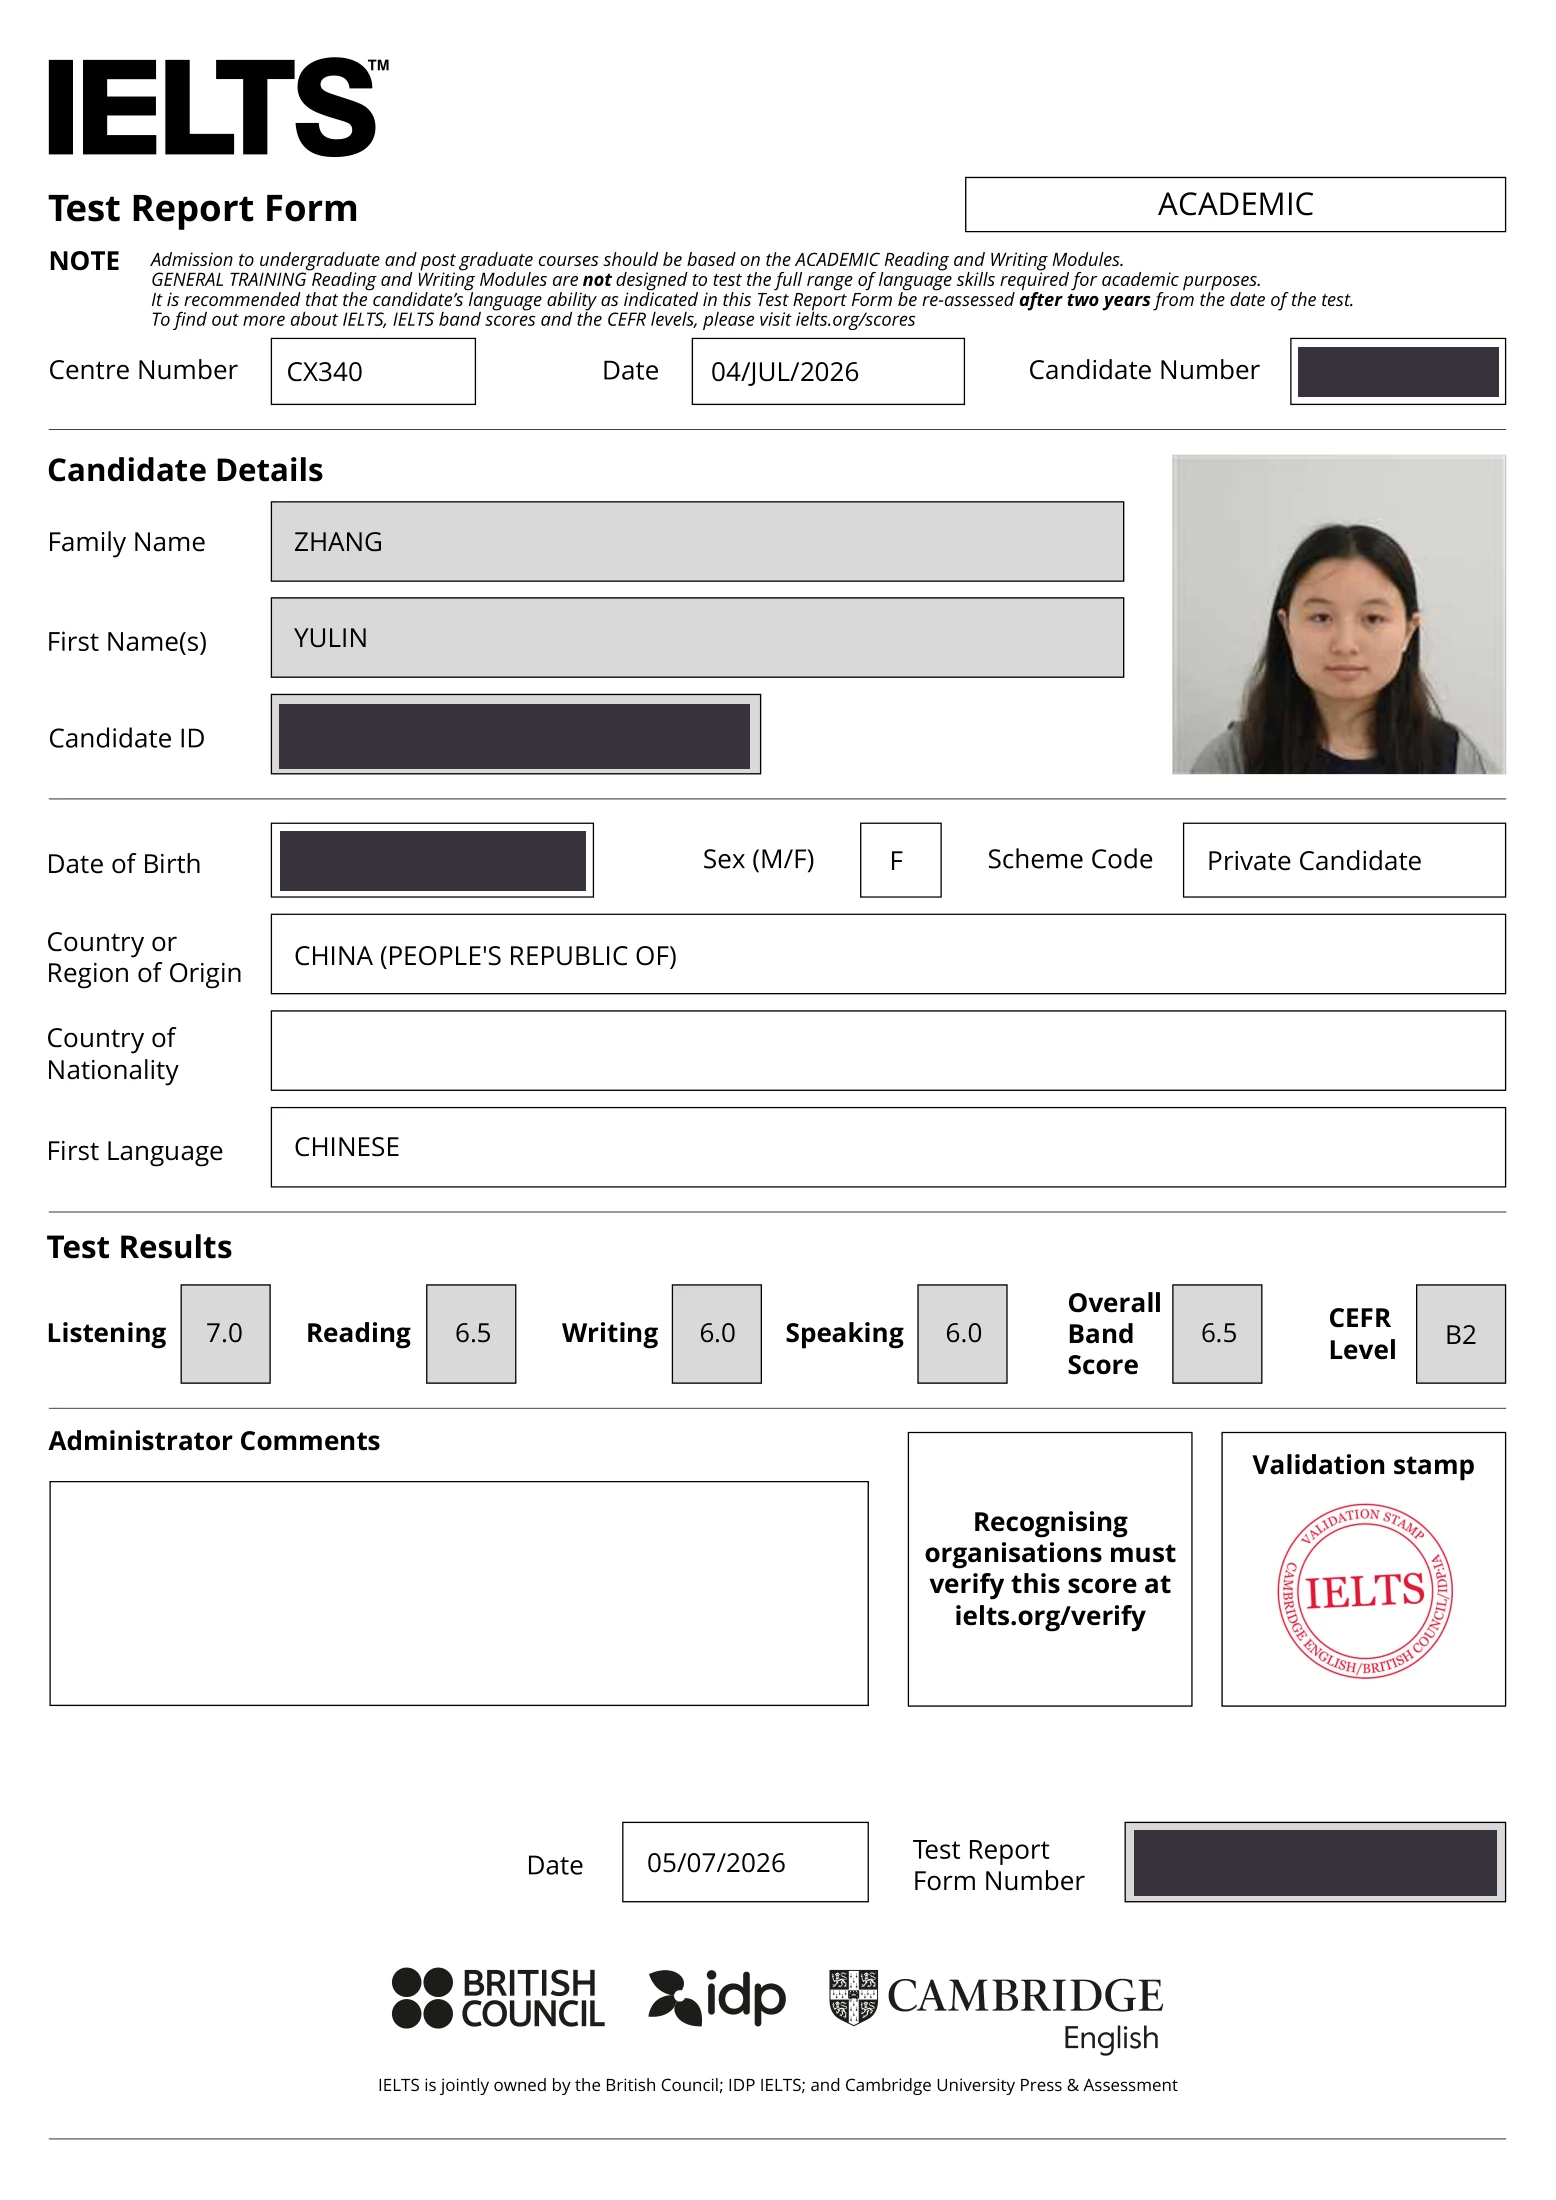 IELTS™
Test Report Form
ACADEMIC
NOTE
Admission to undergraduate and post graduate courses should be based on the ACADEMIC Reading and Writing Modules.
GENERAL TRAINING Reading and Writing Modules are not designed to test the full range of language skills required for academic purposes.
It is recommended that the candidate's language ability as indicated in this Test Report Form be re-assessed after two years from the date of the test.
To find out more about IELTS, IELTS band scores and the CEFR levels, please visit ielts.org/scores
Centre Number CX340 Date 04/JUL/2026 Candidate Number
Candidate Details
Family Name ZHANG
First Name(s) YULIN
Candidate ID
Date of Birth Sex (M/F) F Scheme Code Private Candidate
Country or
Region of Origin
CHINA (PEOPLE'S REPUBLIC OF)
Country of
Nationality
First Language CHINESE
Test Results
Listening 7.0 Reading 6.5 Writing 6.0 Speaking 6.0
Overall
Band
Score
6.5
CEFR
Level
B2
Administrator Comments
Recognising
organisations must
verify this score at
ielts.org/verify
Validation stamp
VALIDATION STAMP
IELTS
CAMBRIDGE ENGLISH/BRITISH COUNCIL/IDP:IA
Date 05/07/2026
Test Report
Form Number
BRITISH
COUNCIL
idp
CAMBRIDGE
English
IELTS is jointly owned by the British Council; IDP IELTS; and Cambridge University Press & Assessment